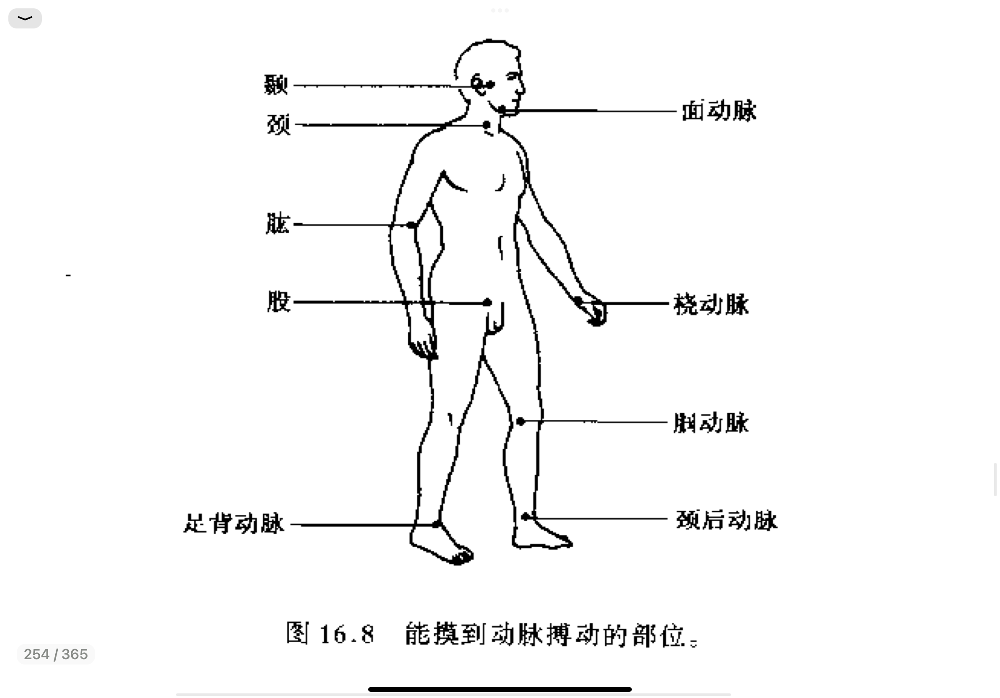 颞
面动脉
颈
肱
股
桡动脉
腘动脉
足背动脉
颈后动脉
图 16.8 能摸到动脉搏动的部位。
254 / 365